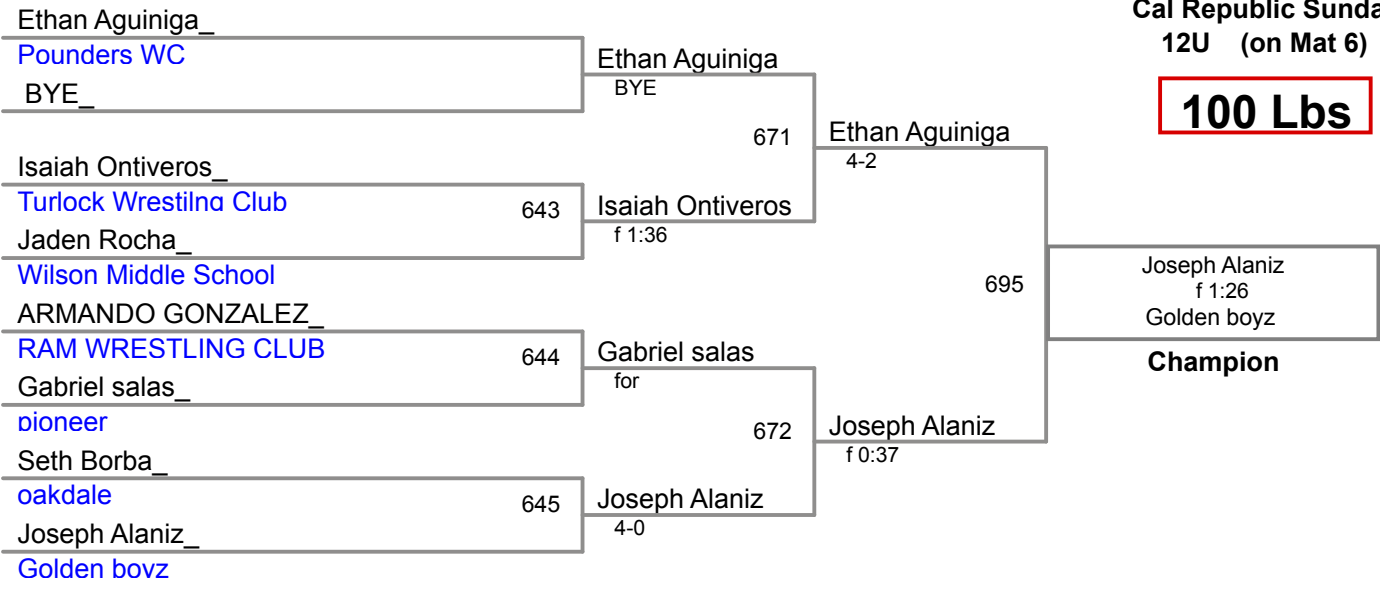 Cal Republic Sunda
12U (on Mat 6)
100 Lbs
Ethan Aguiniga_
Pounders WC
BYE_
Isaiah Ontiveros_
Turlock Wrestilng Club
Jaden Rocha_
Wilson Middle School
ARMANDO GONZALEZ_
RAM WRESTLING CLUB
Gabriel salas_
pioneer
Seth Borba_
oakdale
Joseph Alaniz_
Golden boyz
643
644
645
Ethan Aguiniga
BYE
Isaiah Ontiveros
f 1:36
Gabriel salas
for
Joseph Alaniz
4-0
671
672
Ethan Aguiniga
4-2
Joseph Alaniz
f 0:37
695
Joseph Alaniz
f 1:26
Golden boyz
Champion